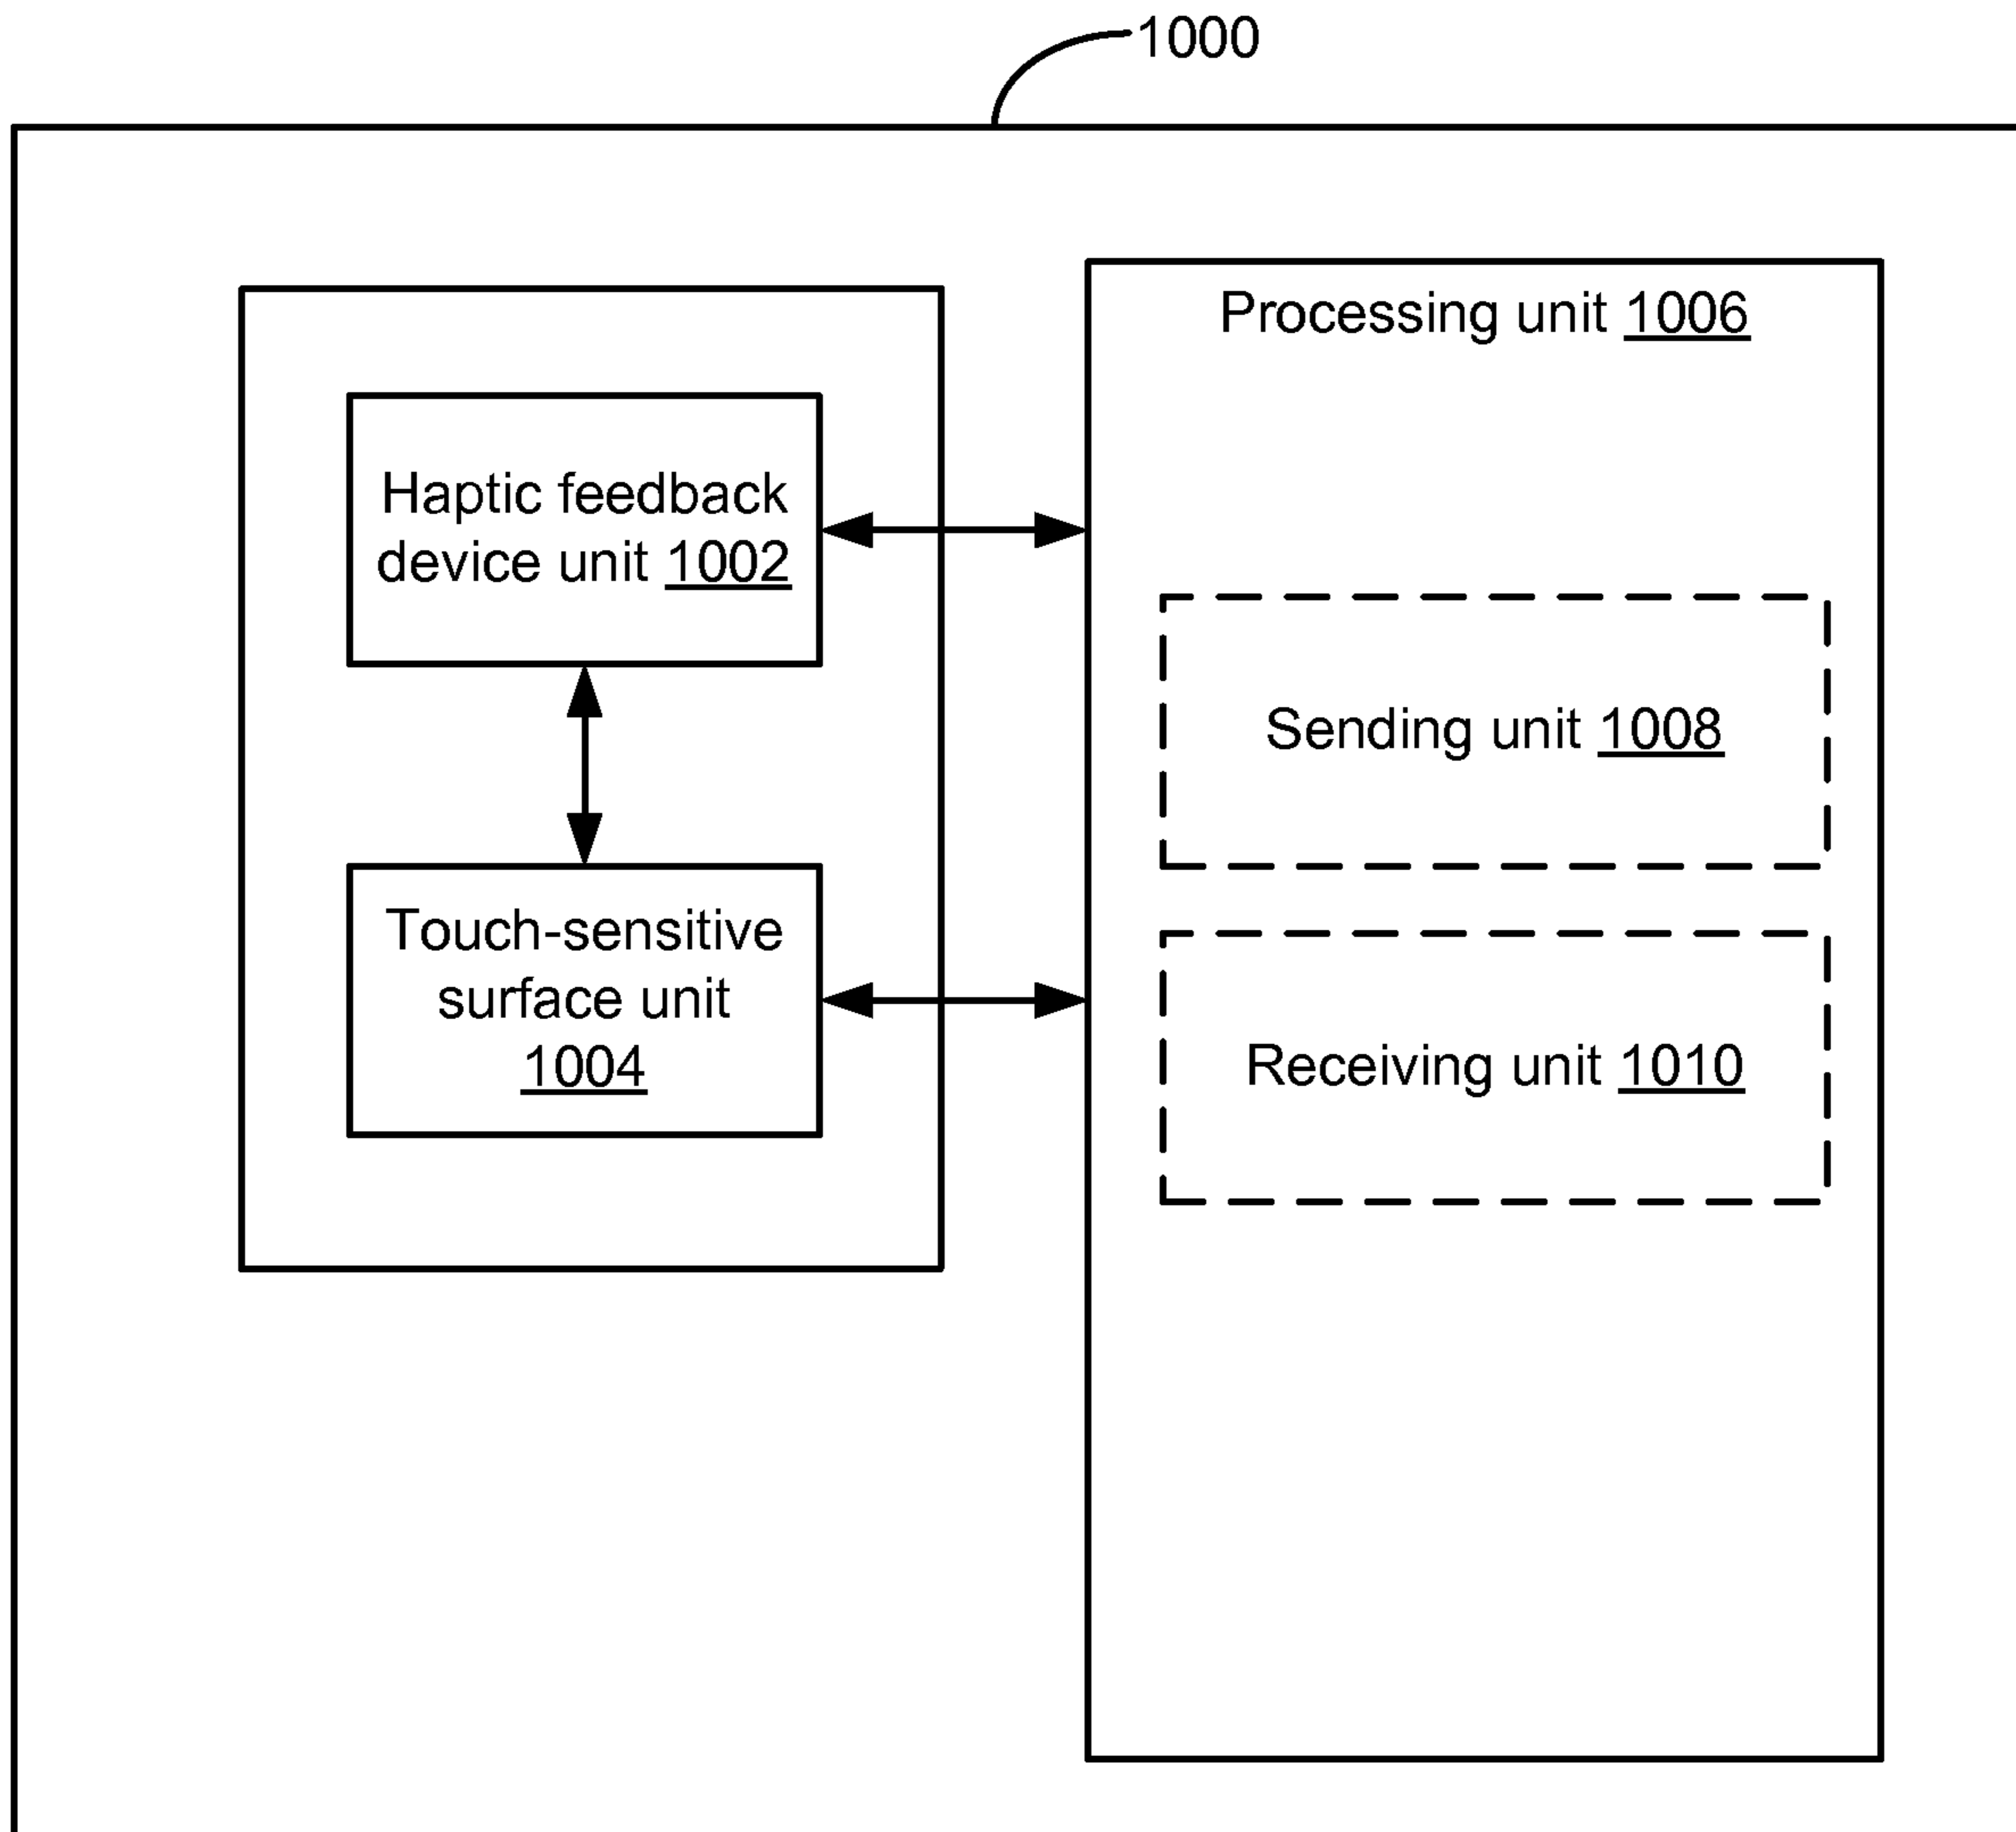 1000
Haptic feedback
device unit 1002
Touch-sensitive
surface unit
1004
Processing unit 1006
Sending unit 1008
Receiving unit 1010